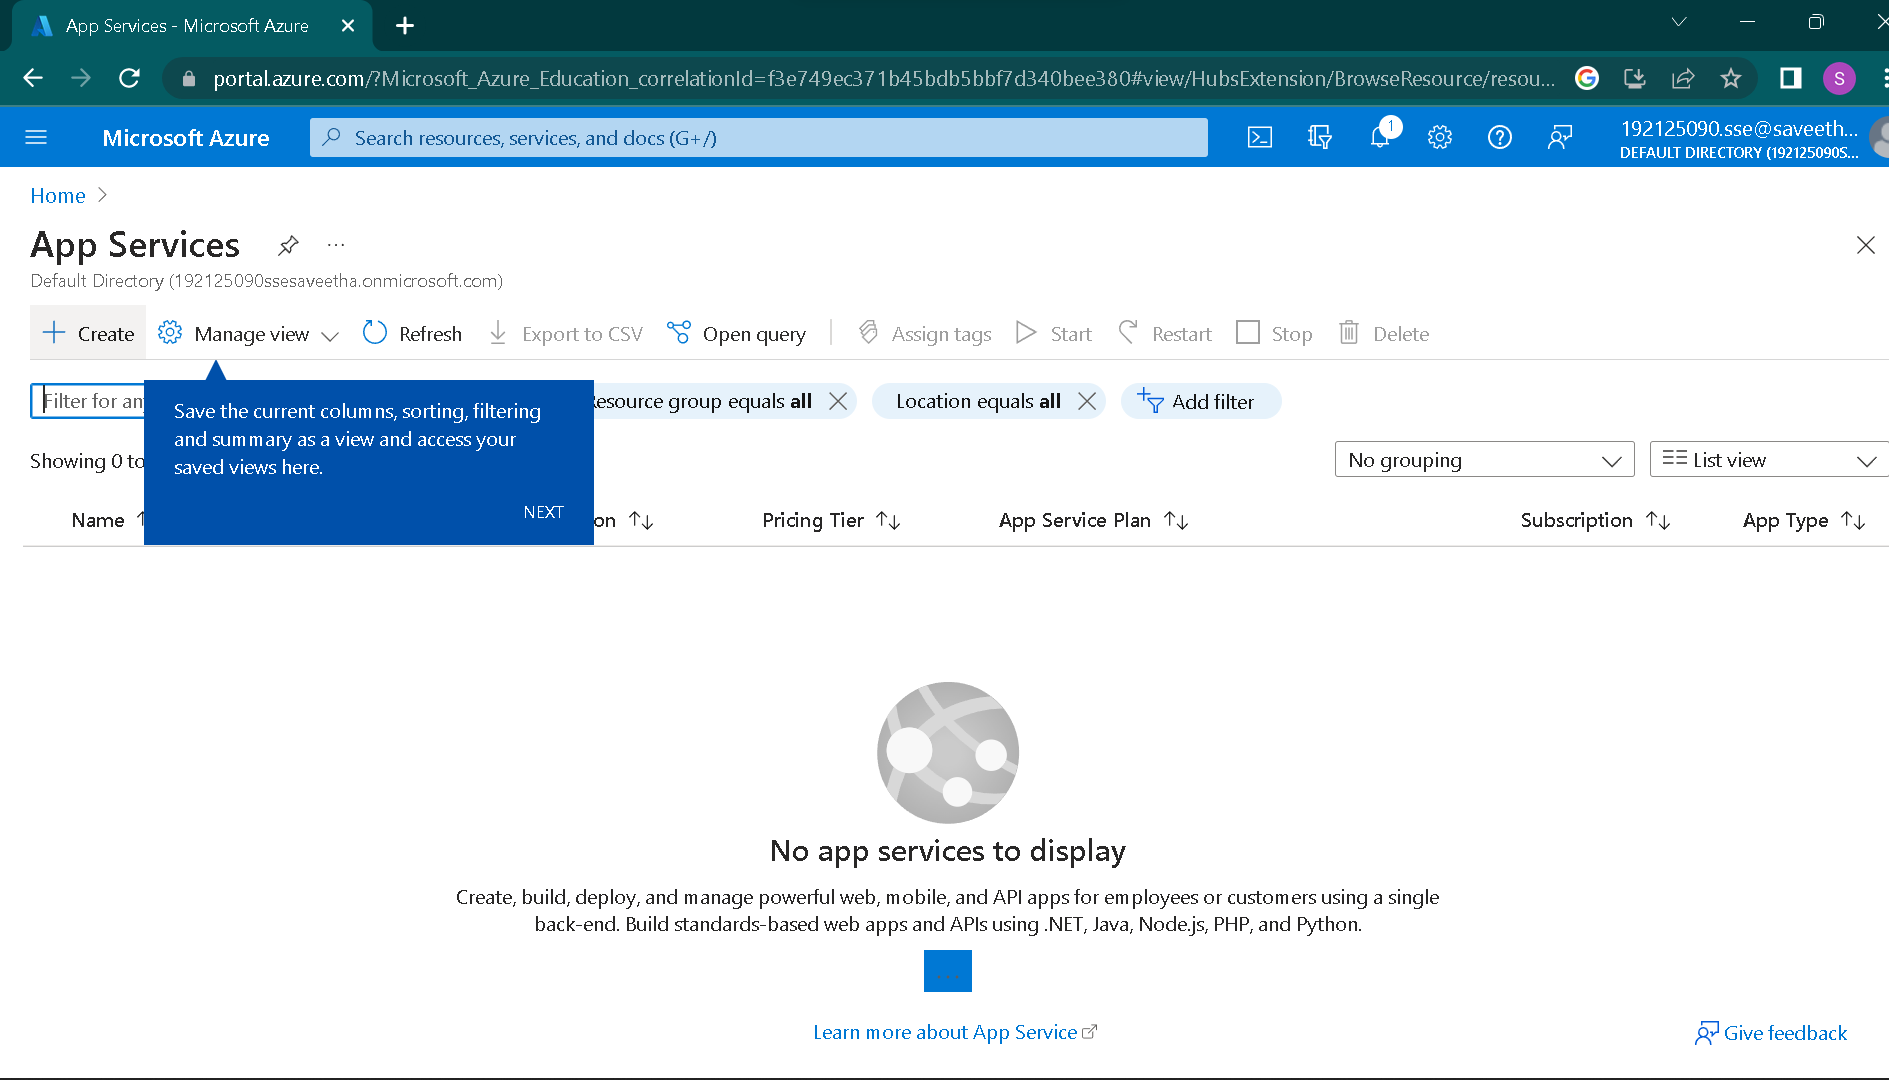 App Services - Microsoft Azure
portal.azure.com/?Microsoft_Azure_Education_correlationId=f3e749ec371b45bdb5bbf7d340bee380#view/HubsExtension/BrowseResource/resou...
S
Microsoft Azure
Search resources, services, and docs (G+/)
1
192125090.sse@saveeth...
DEFAULT DIRECTORY (192125090S...
Home
App Services
Default Directory (192125090ssesaveetha.onmicrosoft.com)
Create Manage view Refresh Export to CSV Open query Assign tags Start Restart Stop Delete
Filter for any Resource group equals all Location equals all Add filter
Save the current columns, sorting, filtering
and summary as a view and access your
saved views here.
NEXT
Showing 0 to No grouping List view
Name on Pricing Tier App Service Plan Subscription App Type
No app services to display
Create, build, deploy, and manage powerful web, mobile, and API apps for employees or customers using a single
back-end. Build standards-based web apps and APIs using .NET, Java, Node.js, PHP, and Python.
...
Learn more about App Service
Give feedback